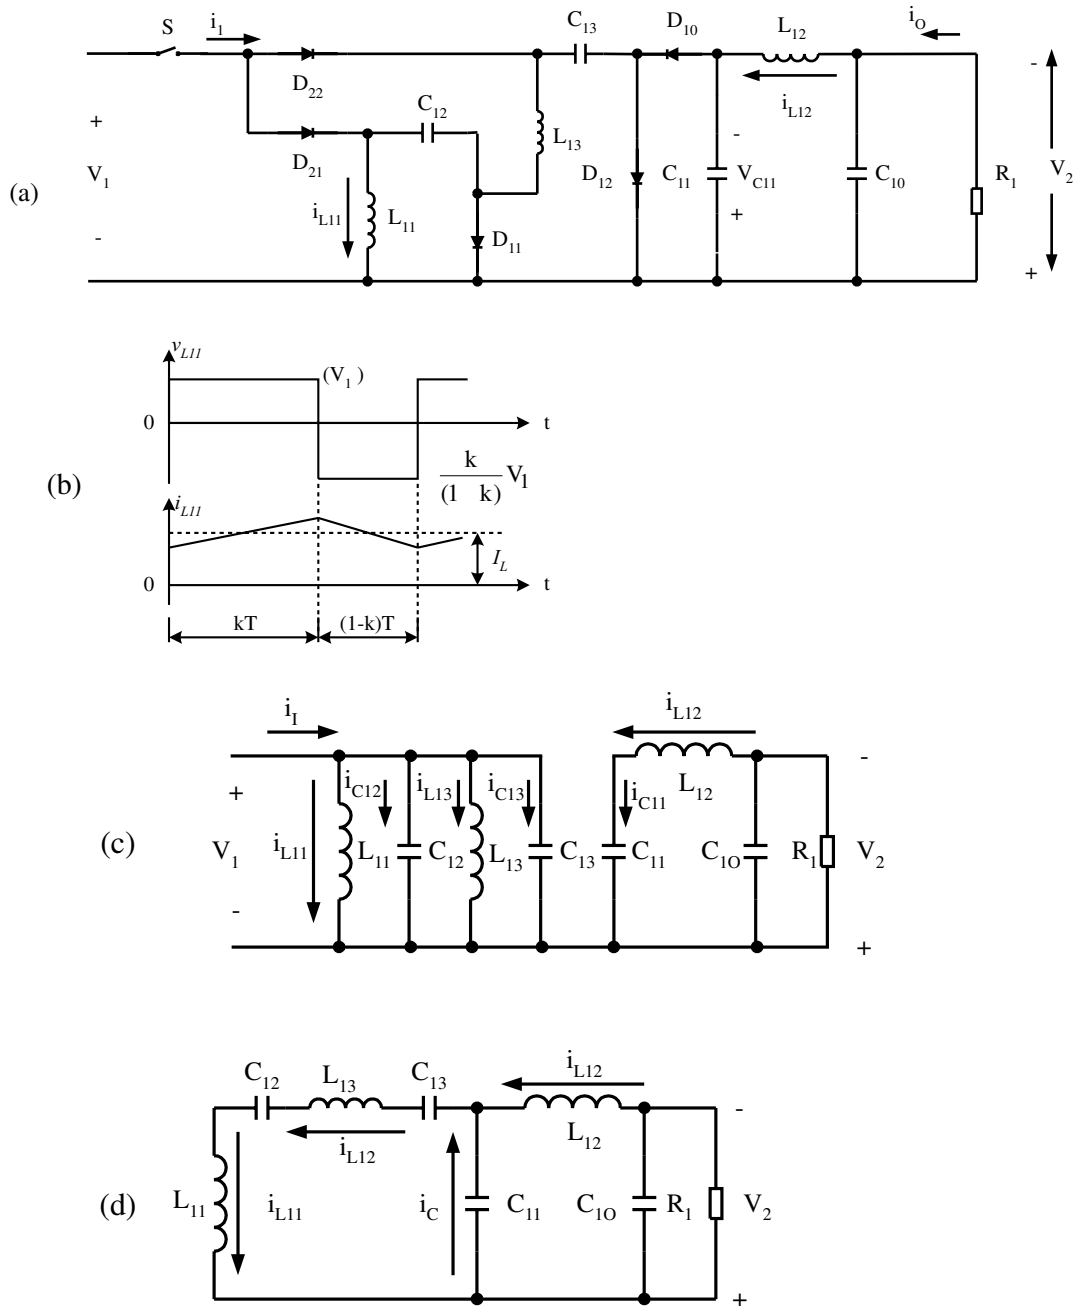 (a)
S
i1
D22
D21
C12
L13
C13
D10
L12
iO
iL12
+
V1
-
iL11
L11
D11
D12
C11
-
VC11
+
C10
R1
-
V2
+
(b)
vL11
(V1 )
0
t
k
(1 k)
V1
iL11
IL
0
t
kT
(1-k)T
(c)
iI
iL12
+
V1
-
iL11
L11
iC12
C12
iL13
L13
iC13
C13
iC11
C11
L12
C1O
R1
-
V2
+
(d)
C12
L13
C13
iL12
iL12
L12
L11
iL11
iC
C11
C1O
R1
-
V2
+